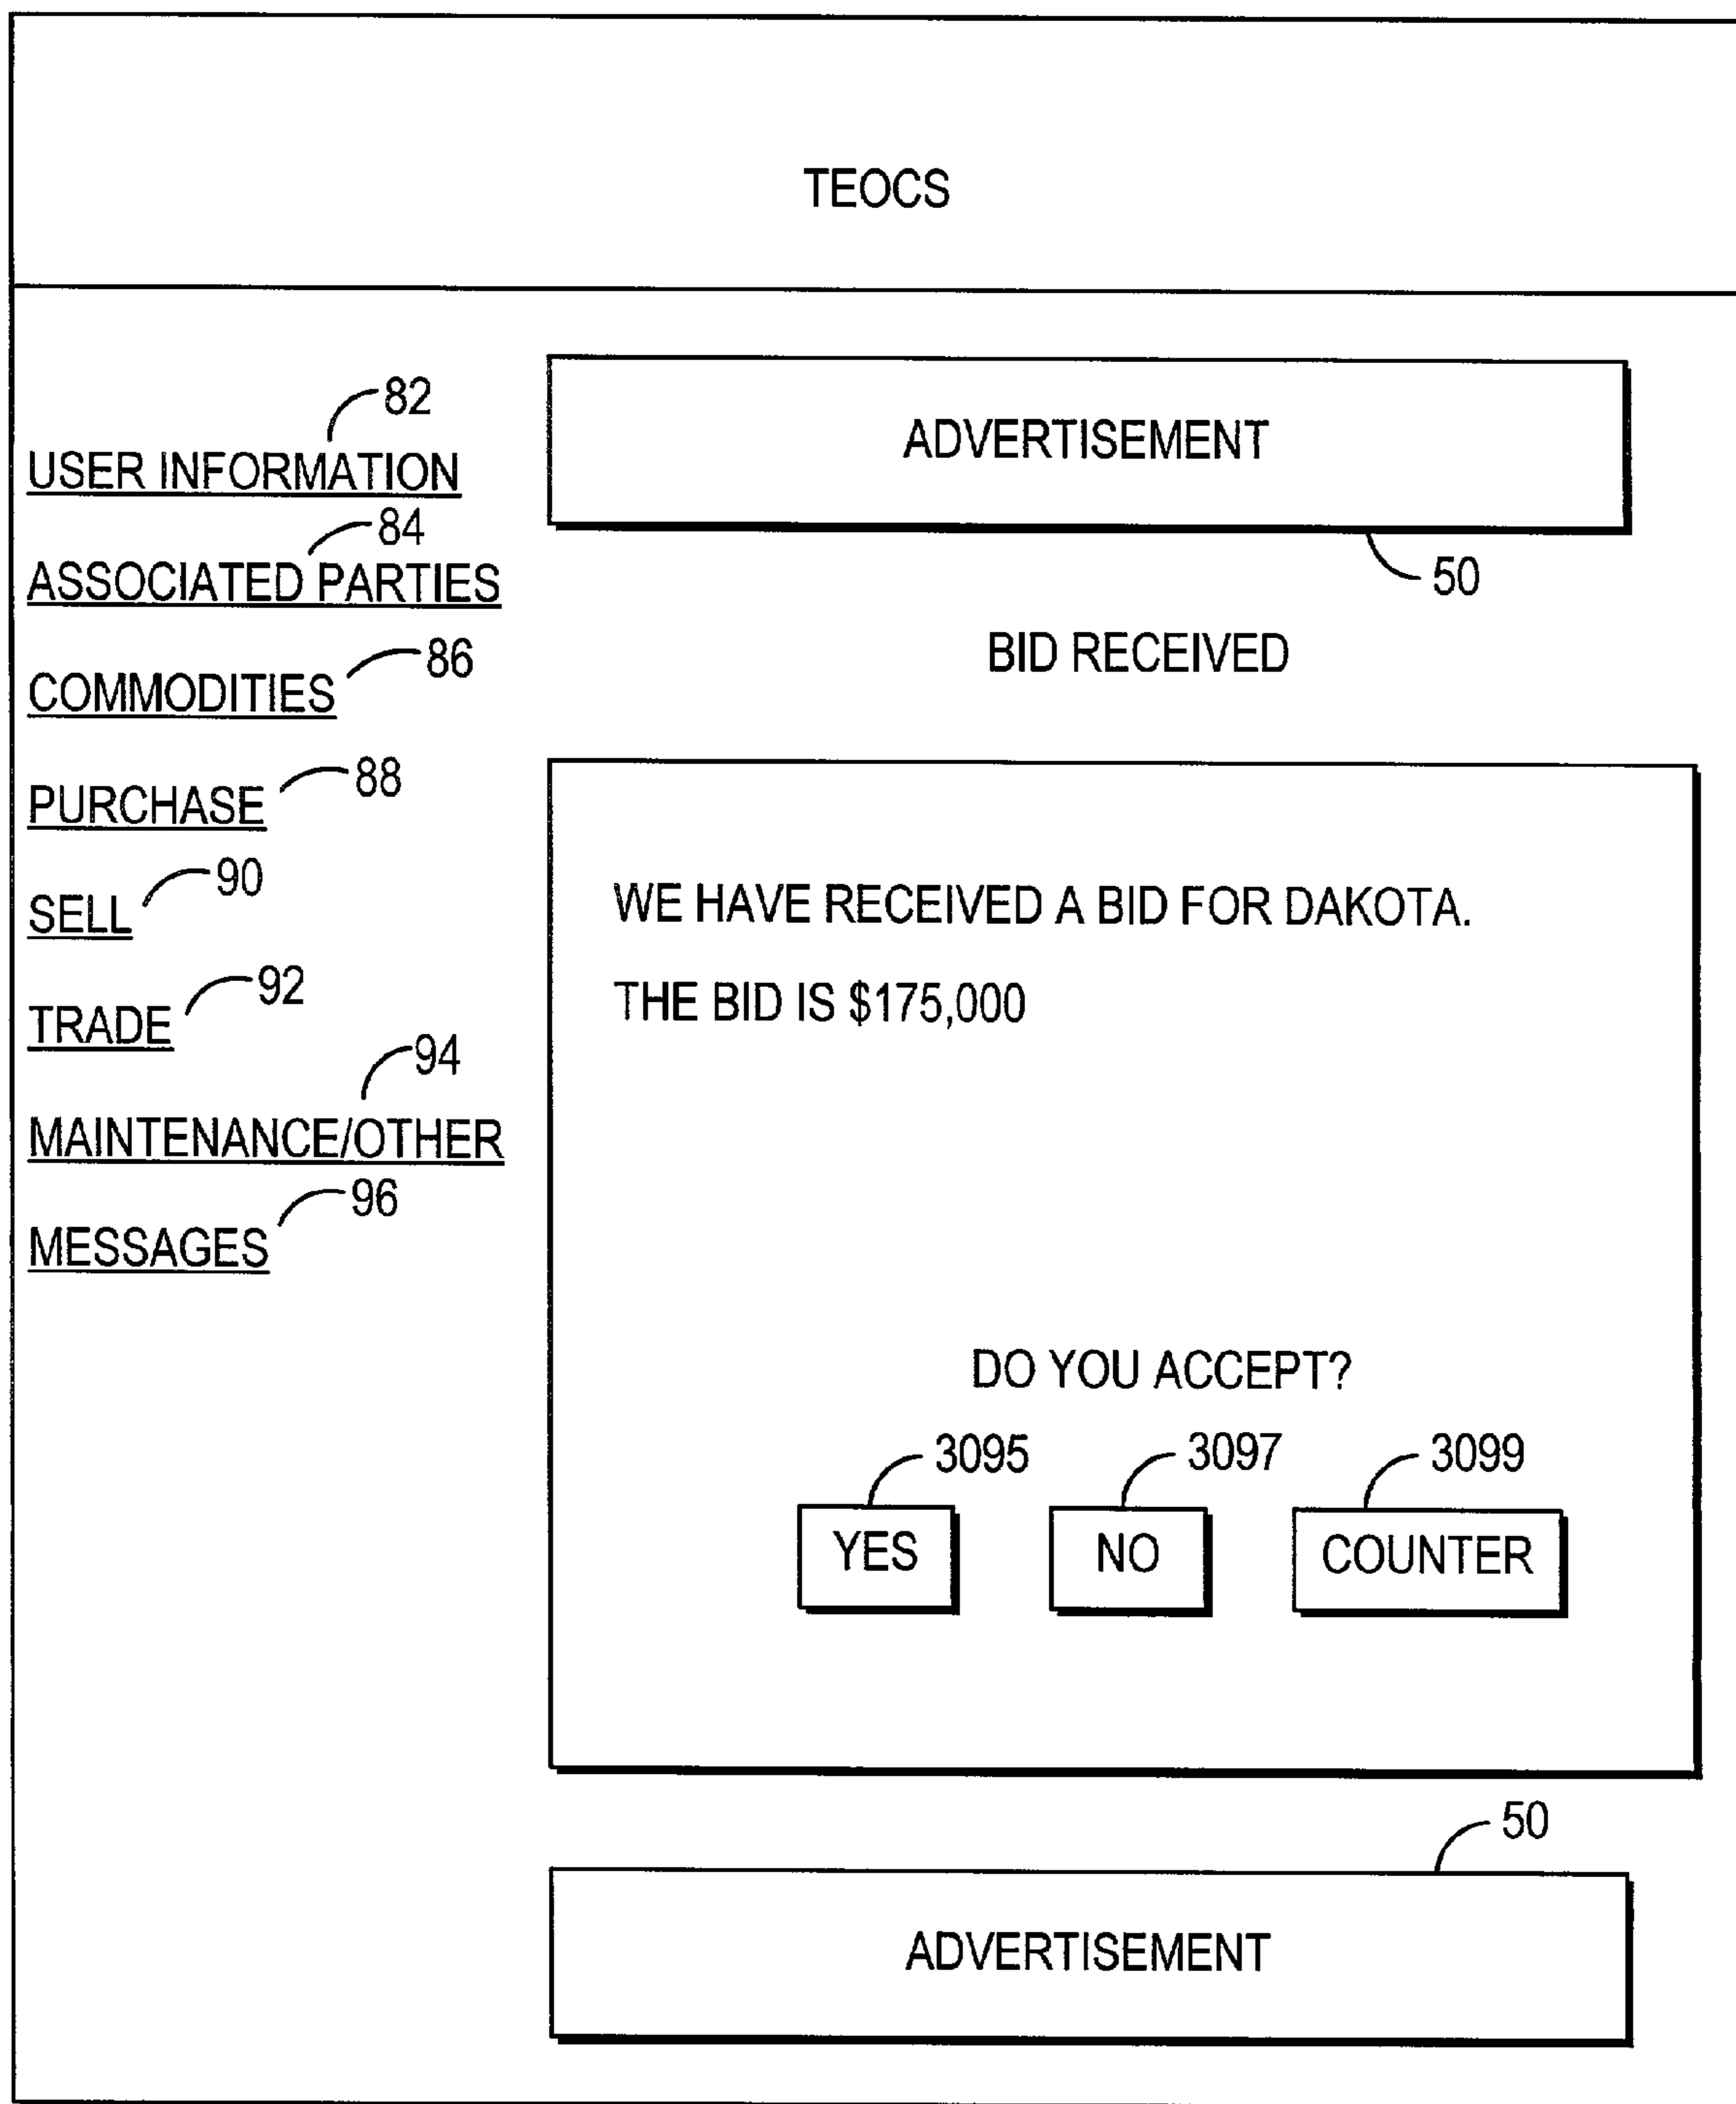 TEOCS
82
USER INFORMATION
84
ASSOCIATED PARTIES
86
COMMODITIES
88
PURCHASE
90
SELL
92
TRADE
94
MAINTENANCE/OTHER
96
MESSAGES
ADVERTISEMENT
50
BID RECEIVED
WE HAVE RECEIVED A BID FOR DAKOTA.
THE BID IS $175,000
DO YOU ACCEPT?
3095 3097 3099
YES NO COUNTER
50
ADVERTISEMENT